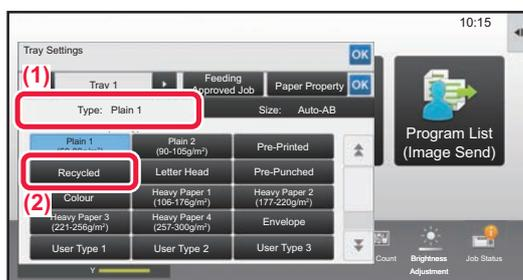 10:15
Tray Settings
OK
(1)
Tray 1
Feeding
Approved Job
Paper Property
OK
Type: Plain 1
Size: Auto-AB
Program List
(Image Send)
Plain 1
Plain 2
(90-105g/m²)
Pre-Printed
Recycled
Letter Head
Pre-Punched
(2)
Colour
Heavy Paper 1
(106-176g/m²)
Heavy Paper 2
(177-220g/m²)
Heavy Paper 3
(221-256g/m²)
Heavy Paper 4
(257-300g/m²)
Envelope
User Type 1
User Type 2
User Type 3
Count
Brightness
Adjustment
Job Status
Y